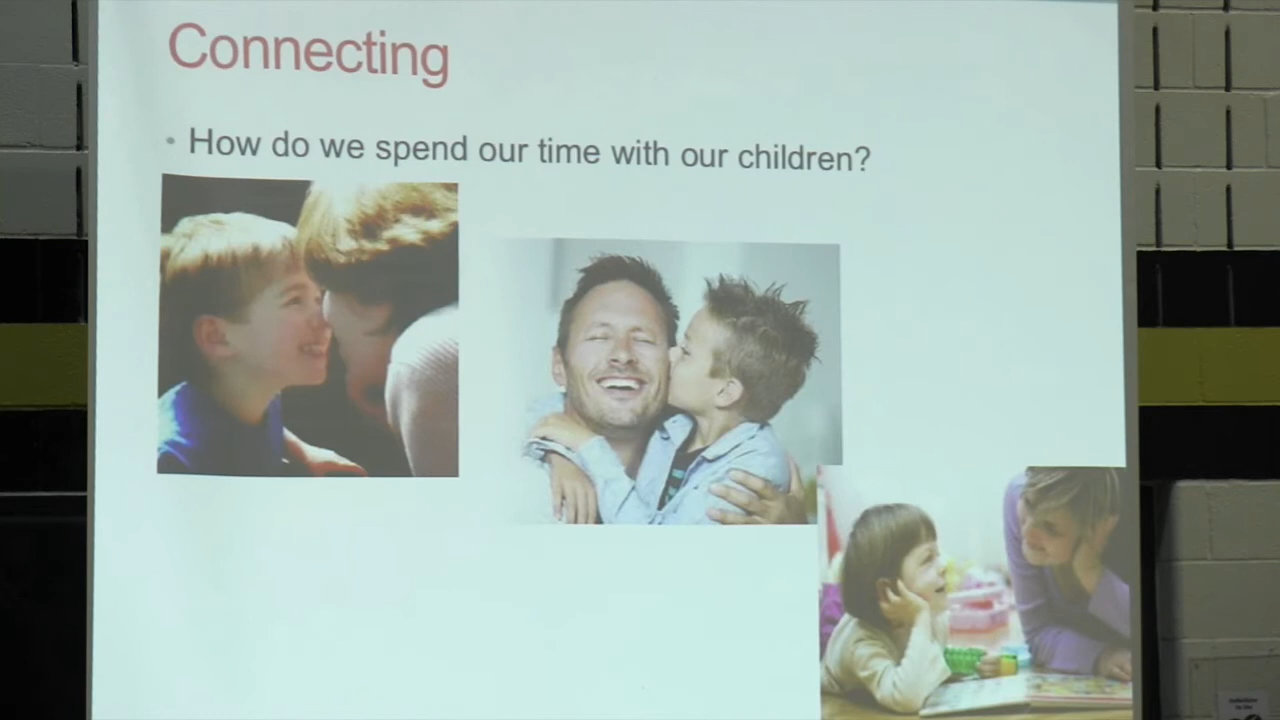 Connecting
• How do we spend our time with our children?